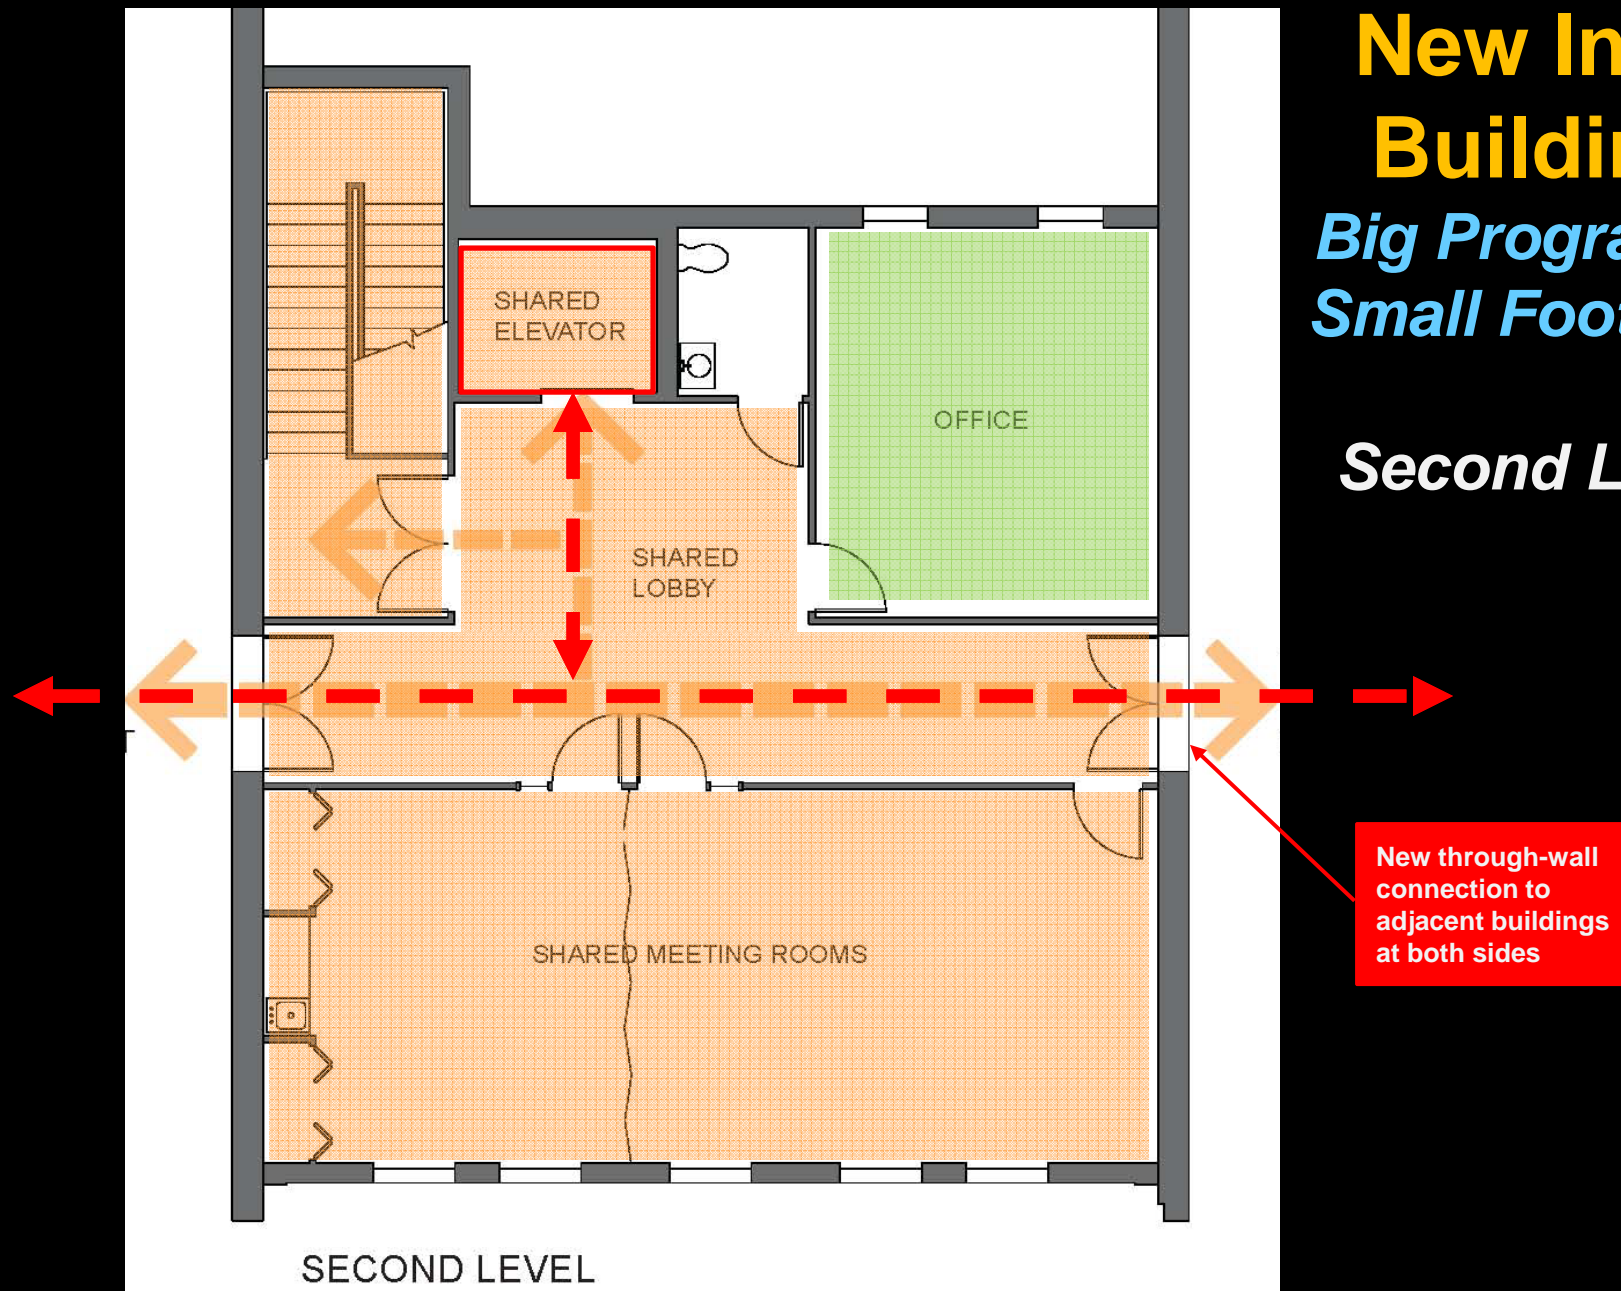 New In
Buildin
Big Progra
Small Foot
Second L
SHARED
ELEVATOR
OFFICE
SHARED
LOBBY
New through-wall
connection to
adjacent buildings
at both sides
SHARED MEETING ROOMS
SECOND LEVEL